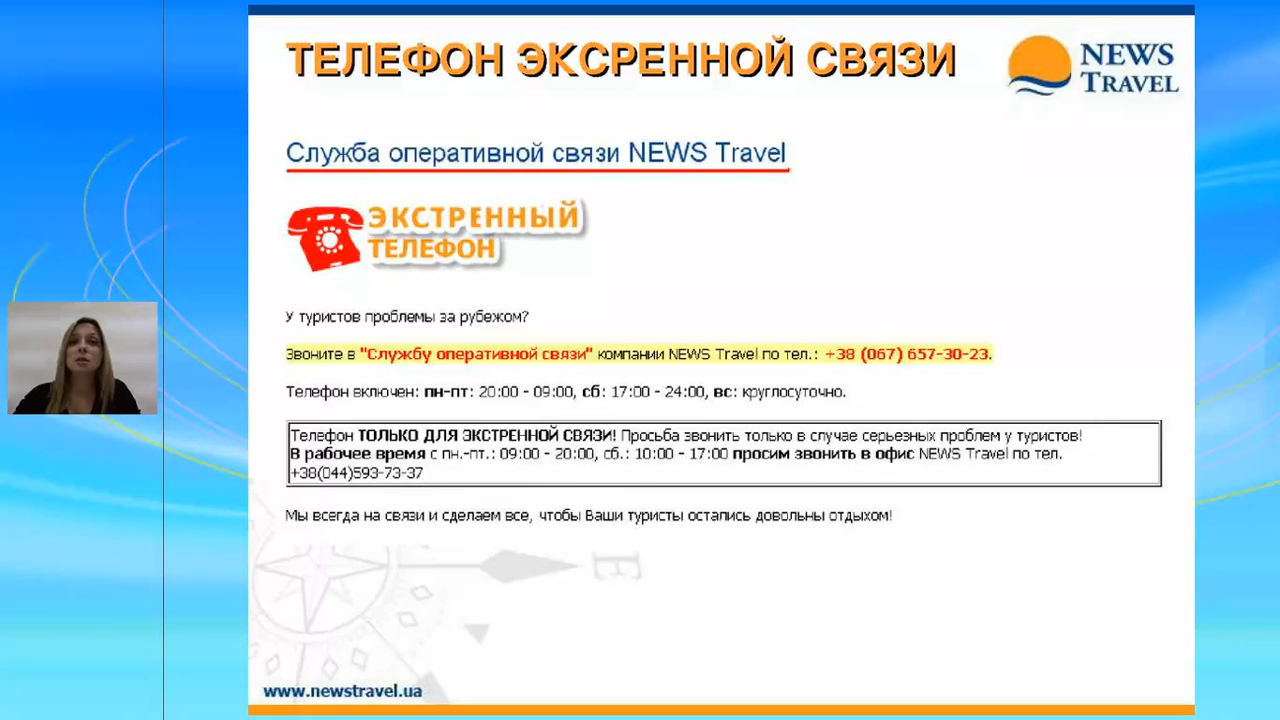 ТЕЛЕФОН ЭКСРЕННОЙ СВЯЗИ
NEWS
TRAVEL
Служба оперативной связи NEWS Travel
ЭКСТРЕННЫЙ
ТЕЛЕФОН
У туристов проблемы за рубежом?
Звоните в "Службу оперативной связи" компании NEWS Travel по тел.: +38 (067) 657-30-23.
Телефон включен: пн-пт: 20:00 - 09:00, сб: 17:00 - 24:00, вс: круглосуточно.
Телефон ТОЛЬКО ДЛЯ ЭКСТРЕННОЙ СВЯЗИ! Просьба звонить только в случае серьезных проблем у туристов!
В рабочее время с пн.-пт.: 09:00 - 20:00, сб.: 10:00 - 17:00 просим звонить в офис NEWS Travel по тел.
+38(044)593-73-37
Мы всегда на связи и сделаем все, чтобы Ваши туристы остались довольны отдыхом!
E
www.newstravel.ua